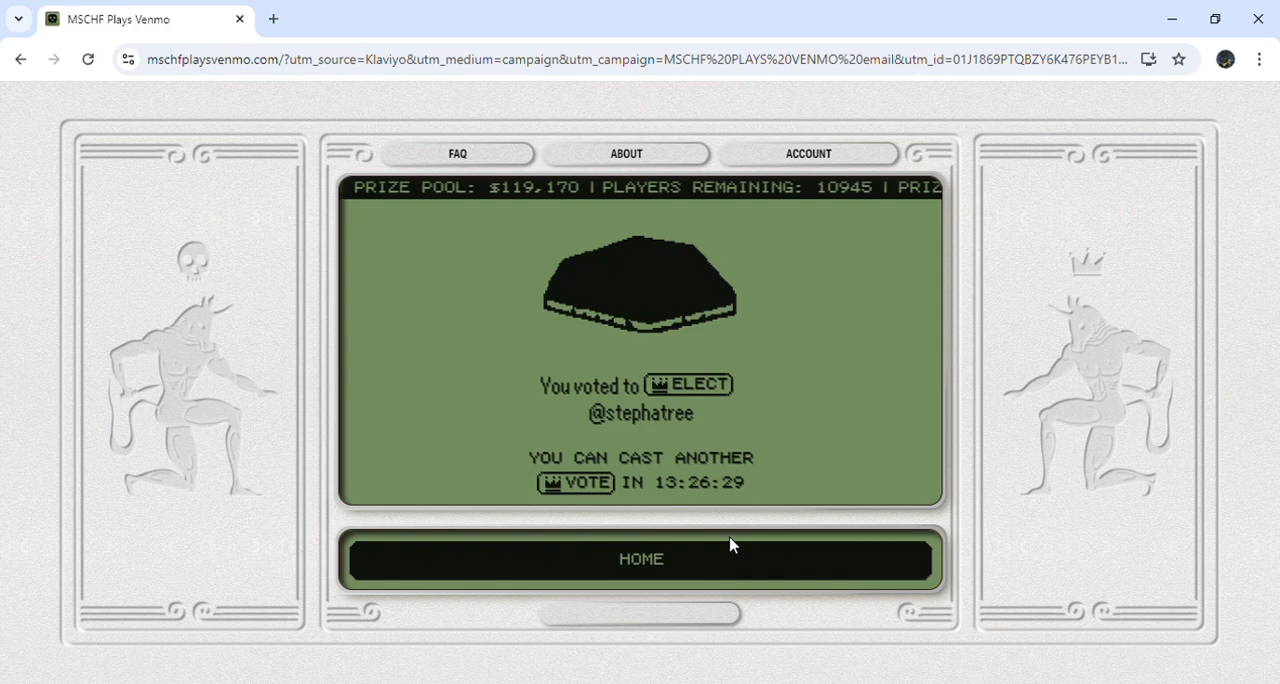 MSCHF Plays Venmo
mschfplaysvenmo.com/?utm_source=Klaviyo&utm_medium=campaign&utm_campaign=MSCHF%20PLAYS%20VENMO%20email&utm_id=01J1869PTQBZY6K476PEYB1...
FAQ ABOUT ACCOUNT
PRIZE POOL: $119,170 | PLAYERS REMAINING: 10945 | PRIZ
You voted to ELECT
@stephatree
YOU CAN CAST ANOTHER
VOTE IN 13:26:29
HOME